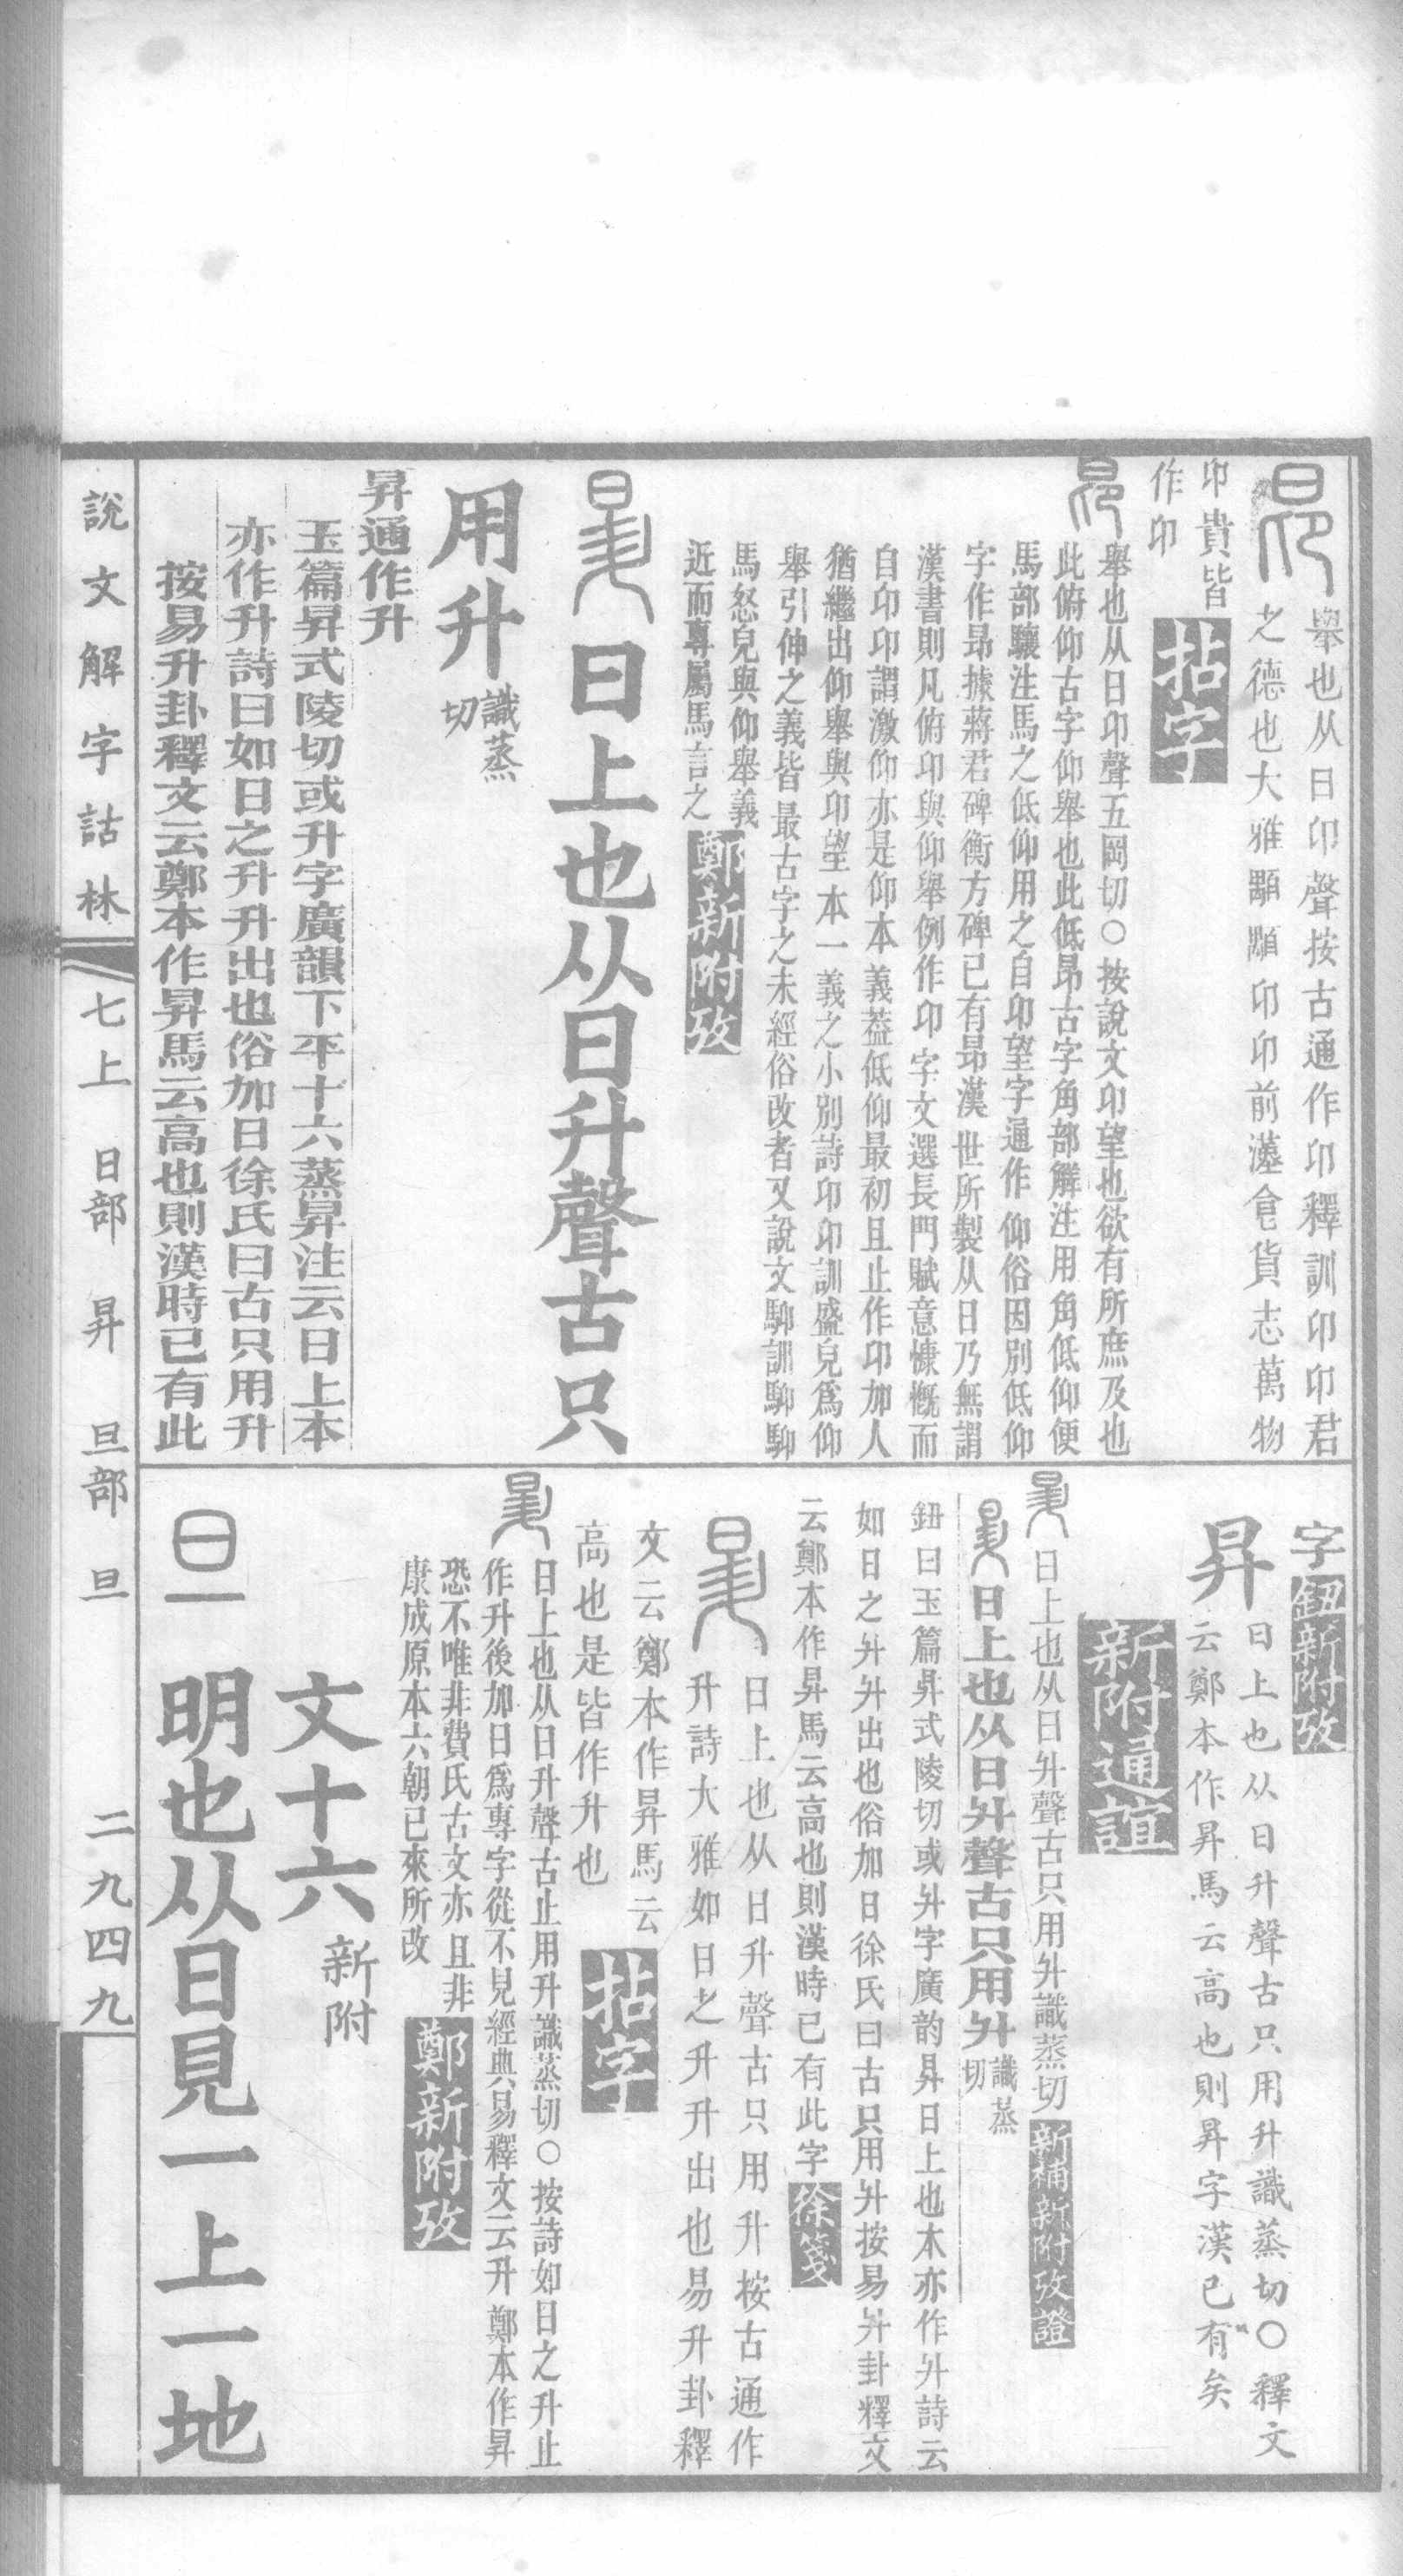 昂
舉也从日卬聲按古通作卬釋訓卬卬君
之德也大雅顒顒卬卬前漢食貨志萬物
卬貴皆
作卬
拈字
昂
舉也从日卬聲五岡切○按說文卬望也欲有所庶及也
此俯仰古字仰舉也此低昂古字角部觲注用角低仰便
馬部驤注馬之低仰用之自卬望字通作仰俗因別低仰
字作昂據蔣君碑衡方碑已有昂漢世所製从日乃無謂
漢書則凡俯卬與仰舉例作卬字文選長門賦意慷慨而
自卬卬謂激仰亦是仰本義葢低仰最初且止作卬加人
猶繼出仰舉與卬望本一義之小別詩卬卬訓盛皃爲仰
舉引伸之義皆最古字之未經俗改者又說文䭹訓䭹䭹
馬怒皃與仰舉義
近而專屬馬言之
鄭新附攷
昇
日上也从日升聲古只
用升
識蒸
切
昇通作升
玉篇昇式陵切或升字廣韻下平十六蒸昇注云日上本
亦作升詩曰如日之升升出也俗加日徐氏曰古只用升
按易升卦釋文云鄭本作昇馬云高也則漢時已有此
字
鈕新附攷
昇
日上也从日升聲古只用升識蒸切○釋文
云鄭本作昇馬云高也則昇字漢已有矣
新附通誼
昇
日上也从日升聲古只用升識蒸切
新補新附攷證
昇
日上也从日升聲古只用升
識蒸
切
鈕曰玉篇昇式陵切或升字廣韵昇日上也本亦作升詩云
如日之升升出也俗加日徐氏曰古只用升按易升卦釋文
云鄭本作昇馬云高也則漢時已有此字
徐箋
昇
日上也从日升聲古只用升按古通作
升詩大雅如日之升升出也易升卦釋
文云鄭本作昇馬云
高也是皆作升也
拈字
昇
日上也从日升聲古止用升識蒸切○按詩如日之升止
作升後加日爲專字從不見經典易釋文云升鄭本作昇
恐不唯非費氏古文亦且非
康成原本六朝已來所改
鄭新附攷
文十六
新附
旦
明也从日見一上一地
說文解字詁林
七上 日部 昇 旦部 旦
二九四九